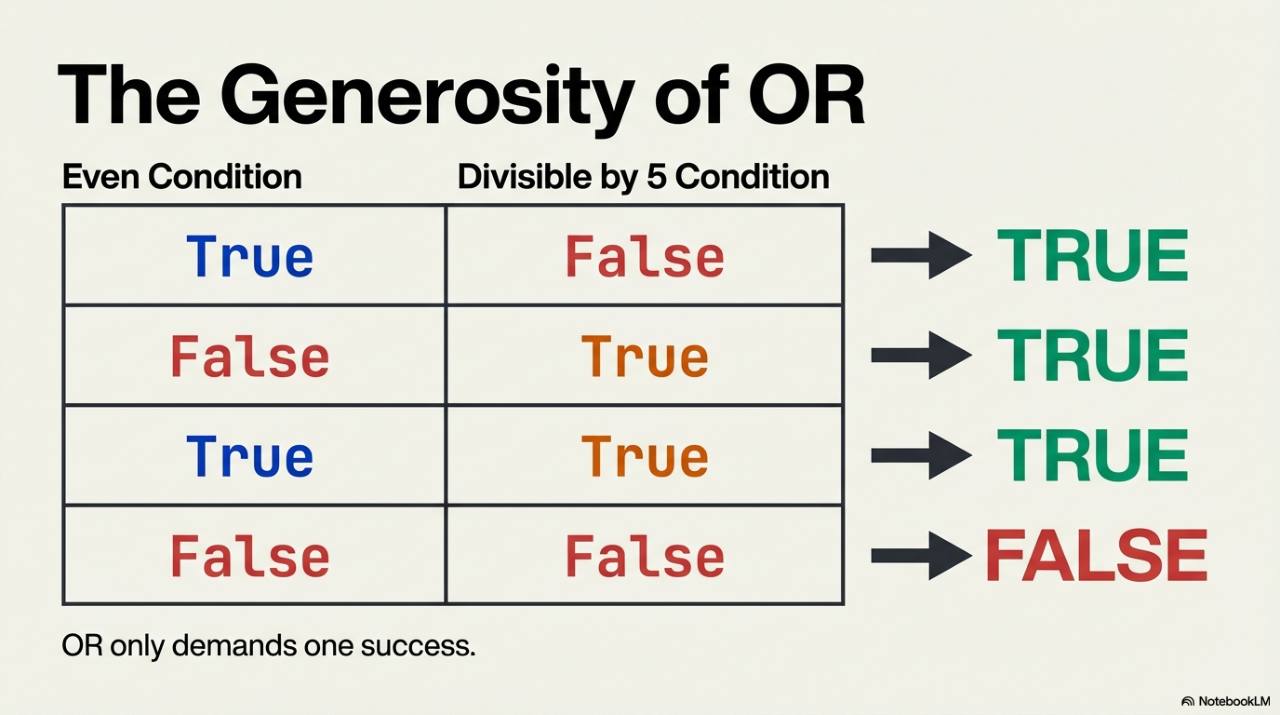 The Generosity of OR
Even Condition Divisible by 5 Condition
True False TRUE
False True TRUE
True True TRUE
False False FALSE
OR only demands one success.
NotebookLM